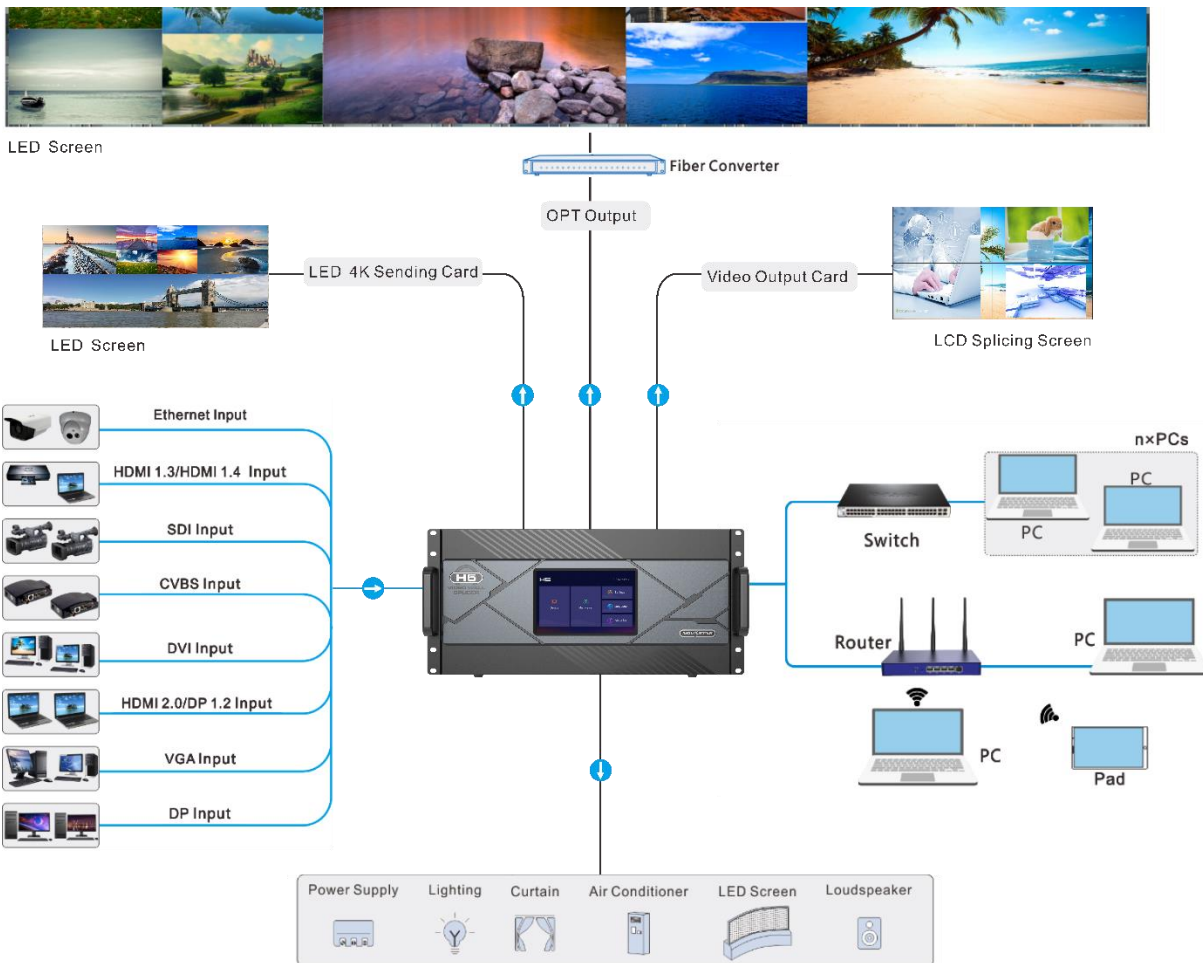 LED Screen
Fiber Converter
OPT Output
LED 4K Sending Card
Video Output Card
LED Screen
LCD Splicing Screen
Ethernet Input
HDMI 1.3/HDMI 1.4 Input
SDI Input
CVBS Input
DVI Input
HDMI 2.0/DP 1.2 Input
VGA Input
DP Input
H5
n×PCs
PC
PC
Switch
Router
PC
PC
Pad
Power Supply
Lighting
Curtain
Air Conditioner
LED Screen
Loudspeaker